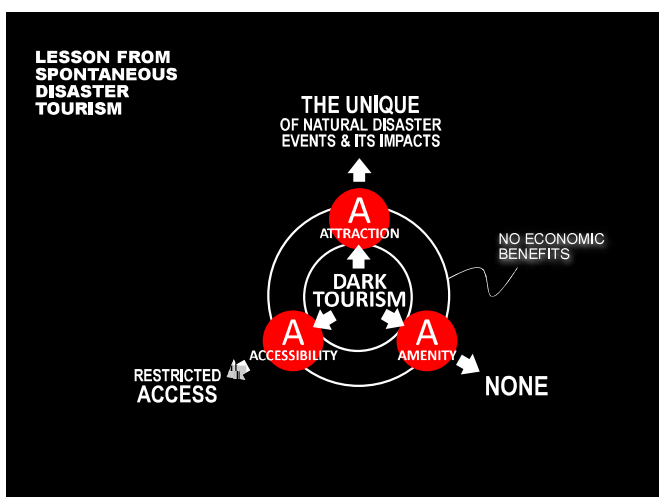 LESSON FROM
SPONTANEOUS
DISASTER
TOURISM
THE UNIQUE
OF NATURAL DISASTER
EVENTS & ITS IMPACTS
A
ATTRACTION
NO ECONOMIC
BENEFITS
DARK
TOURISM
A
ACCESSIBILITY
A
AMENITY
RESTRICTED
ACCESS
NONE